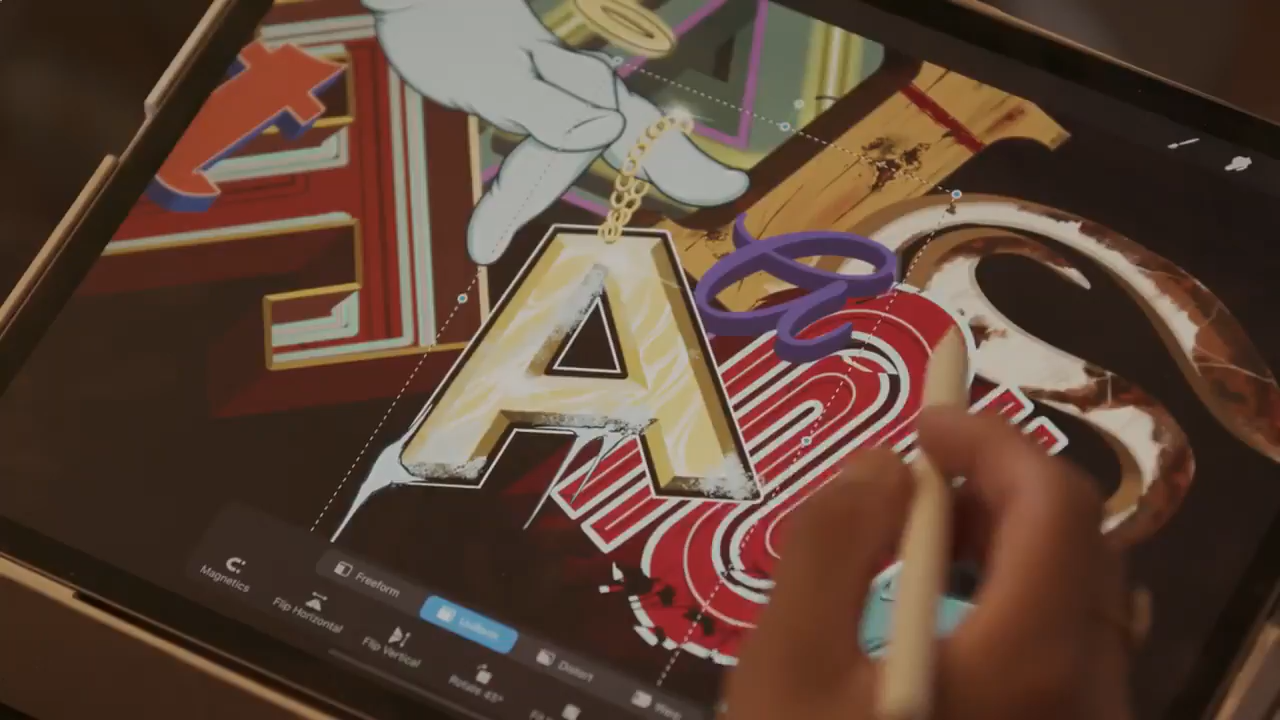 A
e
Freeform
Uniform
Distort
Magnetics
Flip Horizontal
Flip Vertical
Rotate 45°